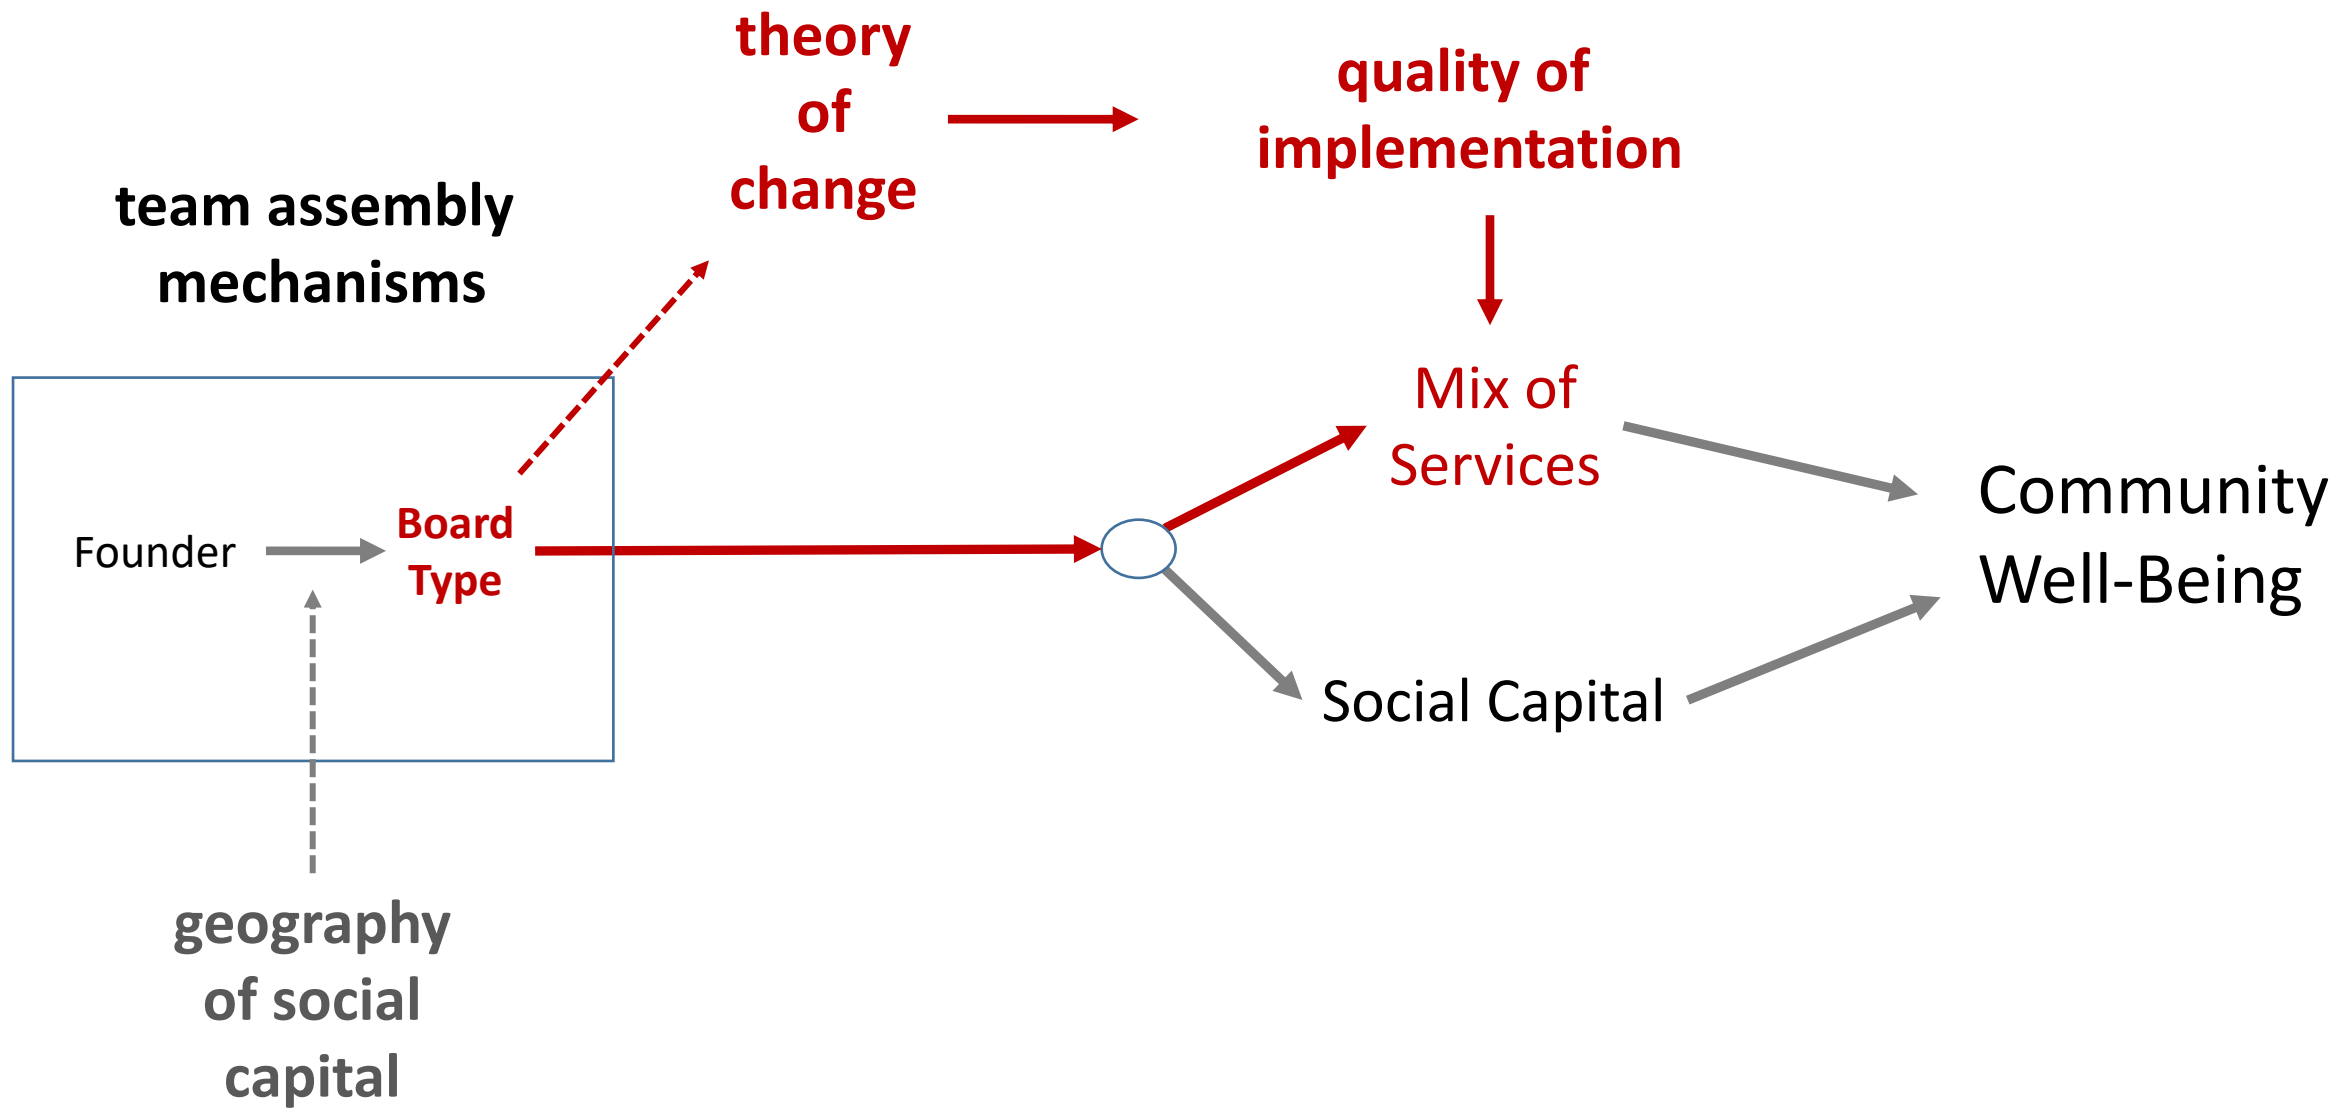 theory
of
change
quality of
implementation
team assembly
mechanisms
Mix of
Services
Founder
Board
Type
Community
Well-Being
Social Capital
geography
of social
capital